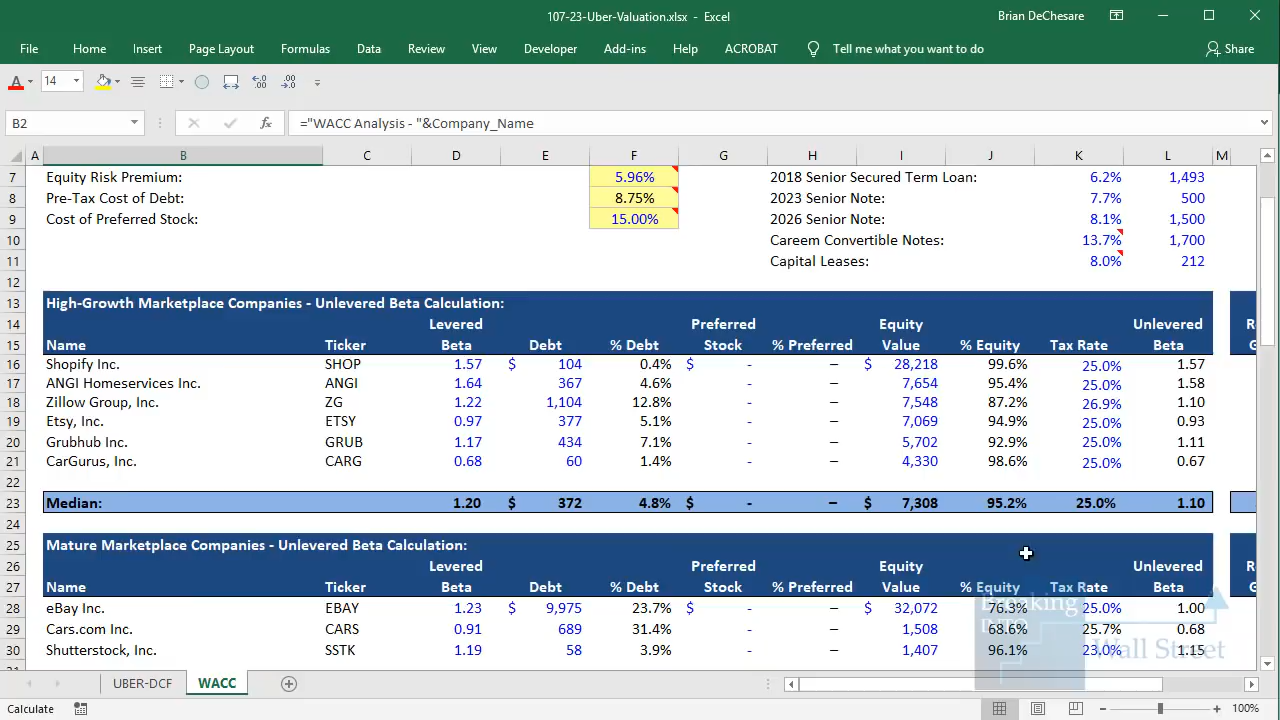 107-23-Uber-Valuation.xlsx - Excel
Brian DeChesare
File Home Insert Page Layout Formulas Data Review View Developer Add-ins Help ACROBAT Tell me what you want to do Share
A 14
B2 fx ="WACC Analysis - "&Company_Name
A B C D E F G H I J K L M
7 Equity Risk Premium: 5.96% 2018 Senior Secured Term Loan: 6.2% 1,493
8 Pre-Tax Cost of Debt: 8.75% 2023 Senior Note: 7.7% 500
9 Cost of Preferred Stock: 15.00% 2026 Senior Note: 8.1% 1,500
10 Careem Convertible Notes: 13.7% 1,700
11 Capital Leases: 8.0% 212
12
13 High-Growth Marketplace Companies - Unlevered Beta Calculation:
14 Levered Preferred Equity Unlevered
15 Name Ticker Beta Debt % Debt Stock % Preferred Value % Equity Tax Rate Beta
16 Shopify Inc. SHOP 1.57 $ 104 0.4% $ - – $ 28,218 99.6% 25.0% 1.57
17 ANGI Homeservices Inc. ANGI 1.64 367 4.6% - – 7,654 95.4% 25.0% 1.58
18 Zillow Group, Inc. ZG 1.22 1,104 12.8% - – 7,548 87.2% 26.9% 1.10
19 Etsy, Inc. ETSY 0.97 377 5.1% - – 7,069 94.9% 25.0% 0.93
20 Grubhub Inc. GRUB 1.17 434 7.1% - – 5,702 92.9% 25.0% 1.11
21 CarGurus, Inc. CARG 0.68 60 1.4% - – 4,330 98.6% 25.0% 0.67
22
23 Median: 1.20 $ 372 4.8% $ - – $ 7,308 95.2% 25.0% 1.10
24
25 Mature Marketplace Companies - Unlevered Beta Calculation:
26 Levered Preferred Equity Unlevered
27 Name Ticker Beta Debt % Debt Stock % Preferred Value % Equity Tax Rate Beta
28 eBay Inc. EBAY 1.23 $ 9,975 23.7% $ - – $ 32,072 76.3% 25.0% 1.00
29 Cars.com Inc. CARS 0.91 689 31.4% - – 1,508 68.6% 25.7% 0.68
30 Shutterstock, Inc. SSTK 1.19 58 3.9% - – 1,407 96.1% 23.0% 1.15
Breaking
INTO
Wall Street
UBER-DCF WACC
Calculate 100%